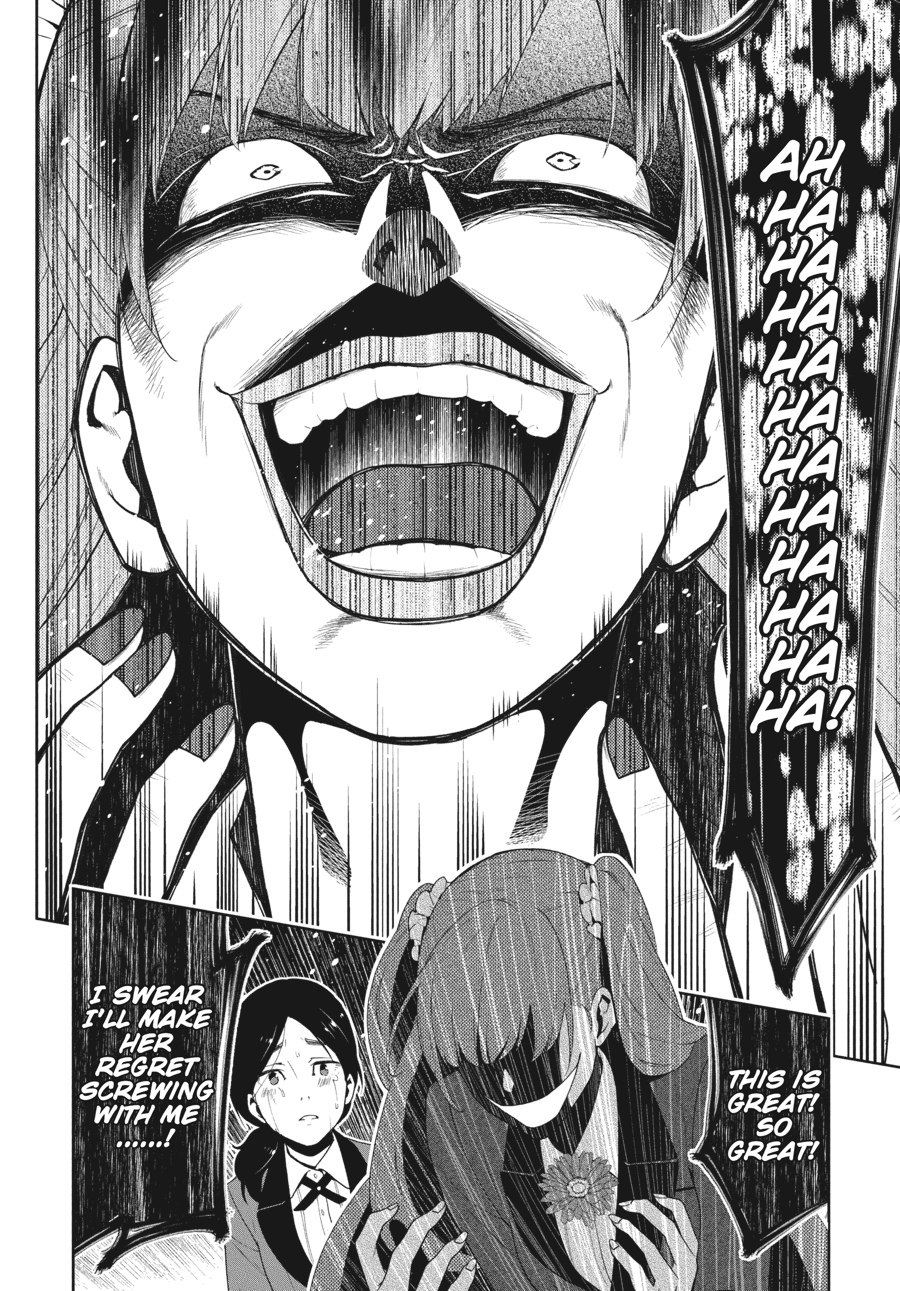 AH
HA
HA
HA
HA
HA
HA
HA
HA
HA
HA
HA!
THIS IS
GREAT!
SO
GREAT!
I SWEAR
I'LL MAKE
HER
REGRET
SCREWING
WITH ME
......!